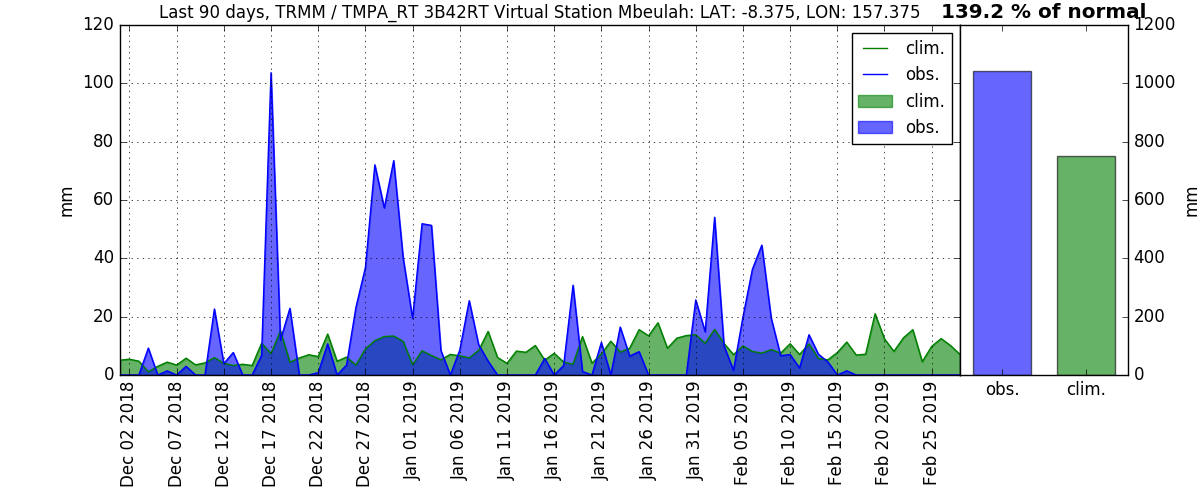 Last 90 days, TRMM / TMPA_RT 3B42RT Virtual Station Mbeulah: LAT: -8.375, LON: 157.375
139.2 % of normal
120
100
80
60
40
20
0
mm
clim.
obs.
clim.
obs.
1200
1000
800
600
400
200
0
mm
Dec 02 2018
Dec 07 2018
Dec 12 2018
Dec 17 2018
Dec 22 2018
Dec 27 2018
Jan 01 2019
Jan 06 2019
Jan 11 2019
Jan 16 2019
Jan 21 2019
Jan 26 2019
Jan 31 2019
Feb 05 2019
Feb 10 2019
Feb 15 2019
Feb 20 2019
Feb 25 2019
obs.
clim.